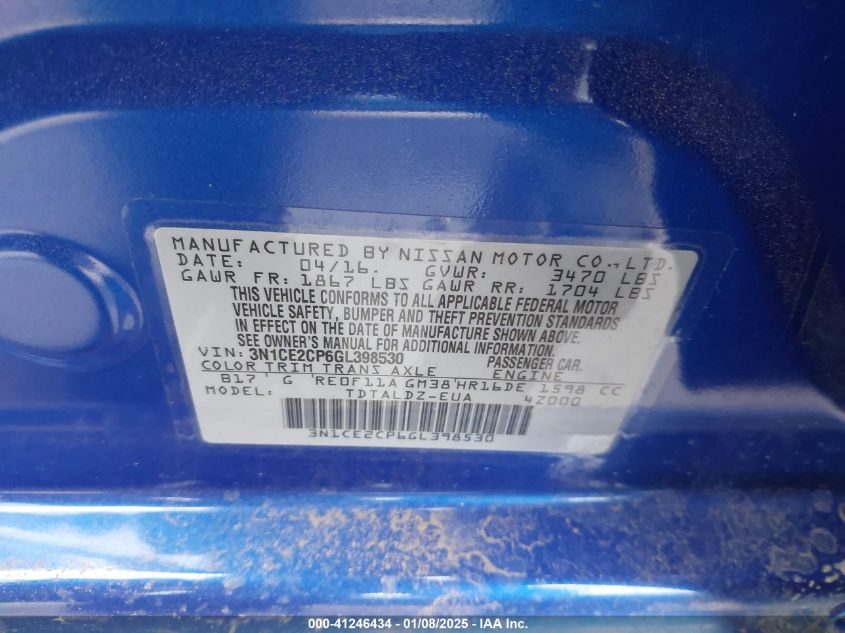 MANUFACTURED BY NISSAN MOTOR CO., LTD.
DATE: 04/16. GVWR: 3470 LBS
GAWR FR: 1867 LBS GAWR RR: 1704 LBS
THIS VEHICLE CONFORMS TO ALL APPLICABLE FEDERAL MOTOR
VEHICLE SAFETY, BUMPER AND THEFT PREVENTION STANDARDS
IN EFFECT ON THE DATE OF MANUFACTURE SHOWN ABOVE.
SEE OWNER'S MANUAL FOR ADDITIONAL INFORMATION.
VIN: 3N1CE2CP6GL398530 PASSENGER CAR.
COLOR TRIM TRANS AXLE ENGINE
B17 G RE0F11A GM38 HR16DE 1598 CC
MODEL: TDTALDZ-EUA 4Z000
3N1CE2CP6GL398530
000-41246434 - 01/08/2025 - IAA Inc.